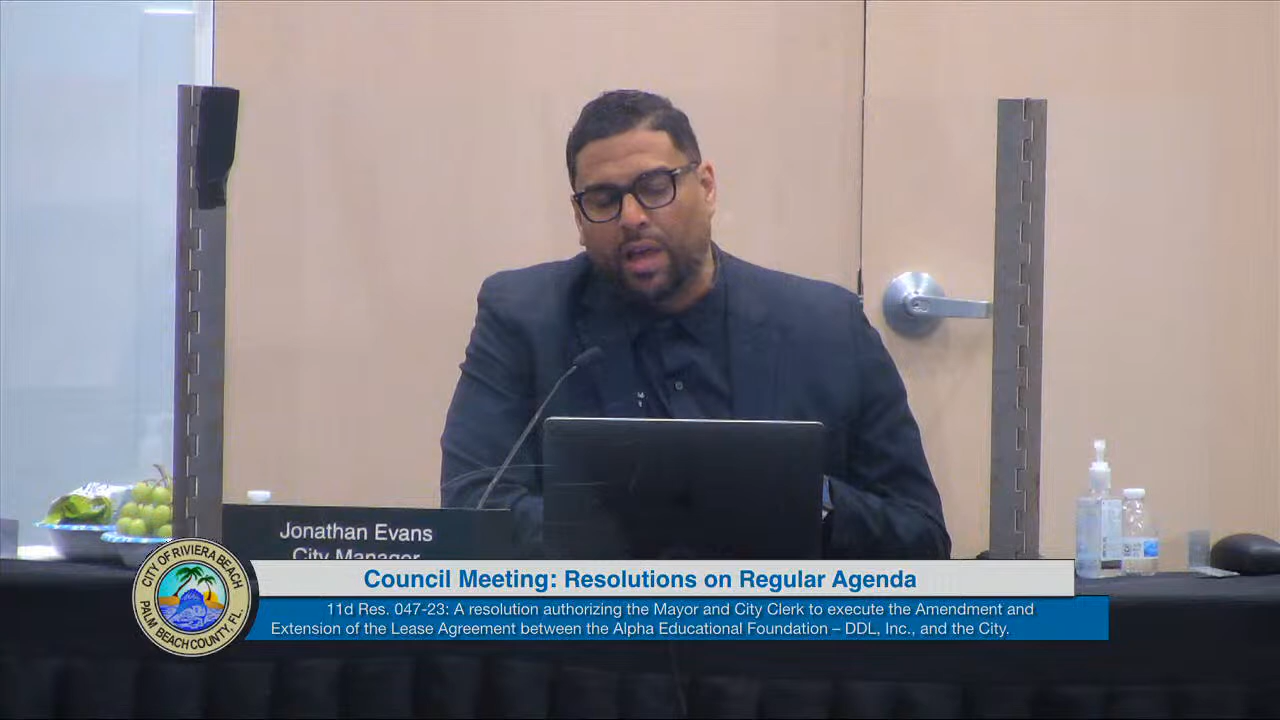 Jonathan Evans
City Manager
CITY OF RIVIERA BEACH
PALM BEACH COUNTY, FL.
Council Meeting: Resolutions on Regular Agenda
11d Res. 047-23: A resolution authorizing the Mayor and City Clerk to execute the Amendment and
Extension of the Lease Agreement between the Alpha Educational Foundation – DDL, Inc., and the City.